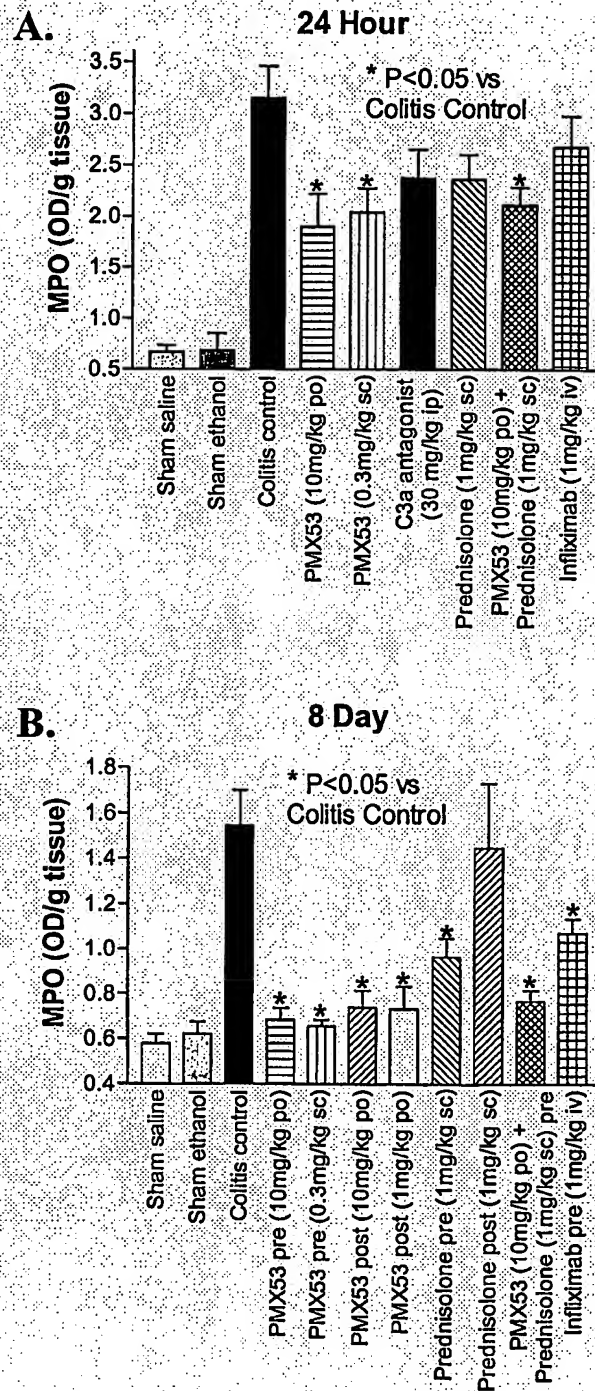 A.
24 Hour
MPO (OD/g tissue)
3.5
3.0
2.5
2.0
1.5
1.0
0.5
* P<0.05 vs
Colitis Control
*
*
*
Sham saline
Sham ethanol
Colitis control
PMX53 (10mg/kg po)
PMX53 (0.3mg/kg sc)
C3a antagonist
(30 mg/kg ip)
Prednisolone (1mg/kg sc)
PMX53 (10mg/kg po) +
Prednisolone (1mg/kg sc)
Infliximab (1mg/kg iv)
B.
8 Day
MPO (OD/g tissue)
1.8
1.6
1.4
1.2
1.0
0.8
0.6
0.4
* P<0.05 vs
Colitis Control
*
*
*
*
*
*
*
Sham saline
Sham ethanol
Colitis control
PMX53 pre (10mg/kg po)
PMX53 pre (0.3mg/kg sc)
PMX53 post (10mg/kg po)
PMX53 post (1mg/kg po)
Prednisolone pre (1mg/kg sc)
Prednisolone post (1mg/kg sc)
PMX53 (10mg/kg po) +
Prednisolone (1mg/kg sc) pre
Infliximab pre (1mg/kg iv)